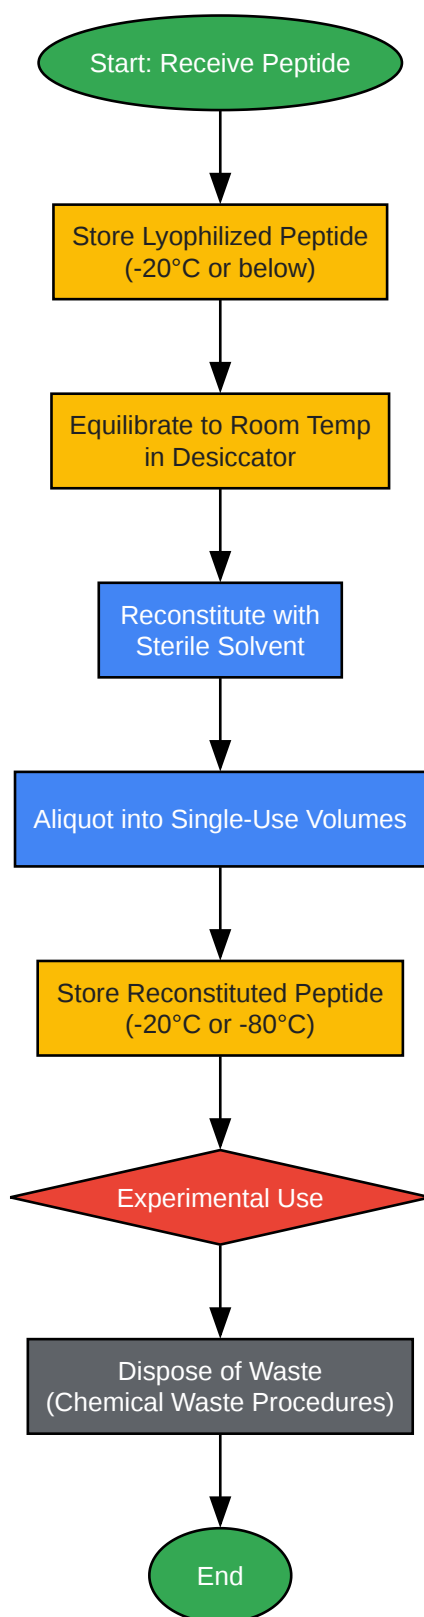 Start: Receive Peptide
Store Lyophilized Peptide
(-20°C or below)
Equilibrate to Room Temp
in Desiccator
Reconstitute with
Sterile Solvent
Aliquot into Single-Use Volumes
Store Reconstituted Peptide
(-20°C or -80°C)
Experimental Use
Dispose of Waste
(Chemical Waste Procedures)
End